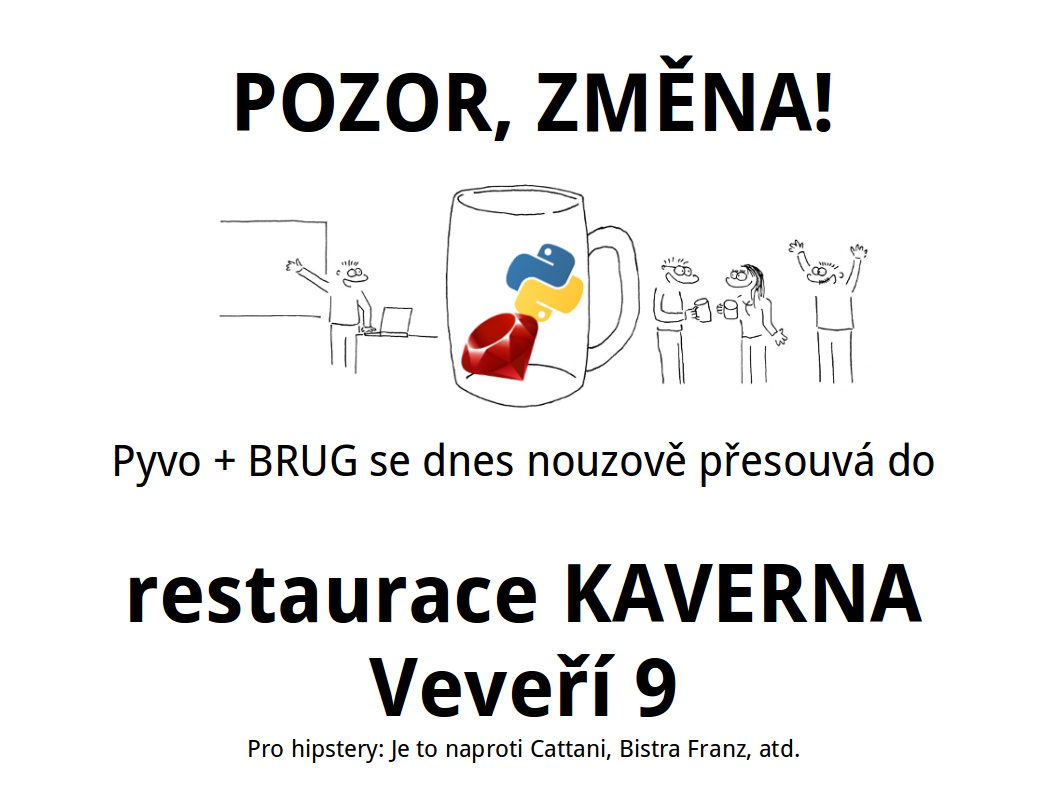 POZOR, ZMĚNA!
Pyvo + BRUG se dnes nouzově přesouvá do
restaurace KAVERNA
Veveří 9
Pro hipstery: Je to naproti Cattani, Bistra Franz, atd.